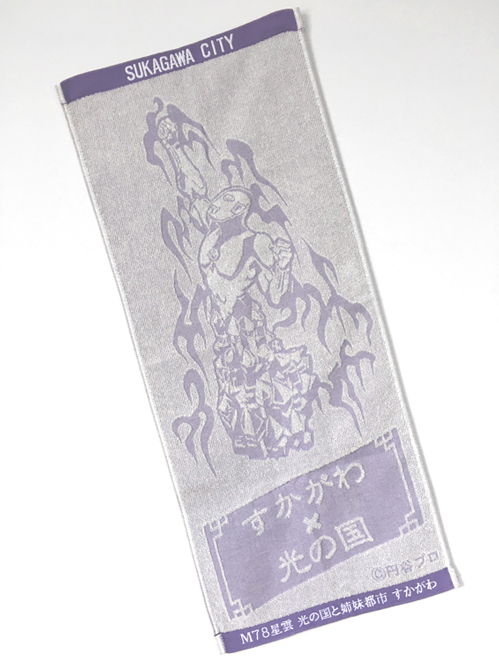 SUKAGAWA CITY
すかがわ
×
光の国
©円谷プロ
M78星雲 光の国と姉妹都市 すかがわ